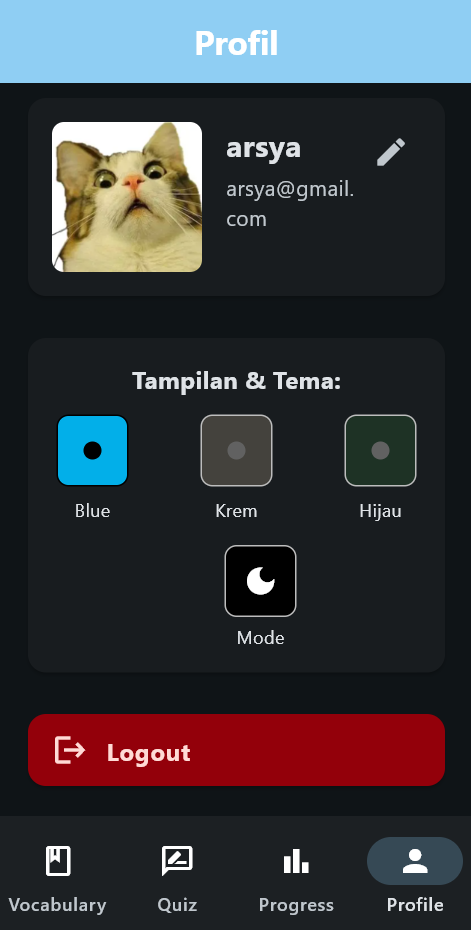 Profil
arsya
arsya@gmail.
com
Tampilan & Tema:
Blue
Krem
Hijau
Mode
Logout
Vocabulary
Quiz
Progress
Profile